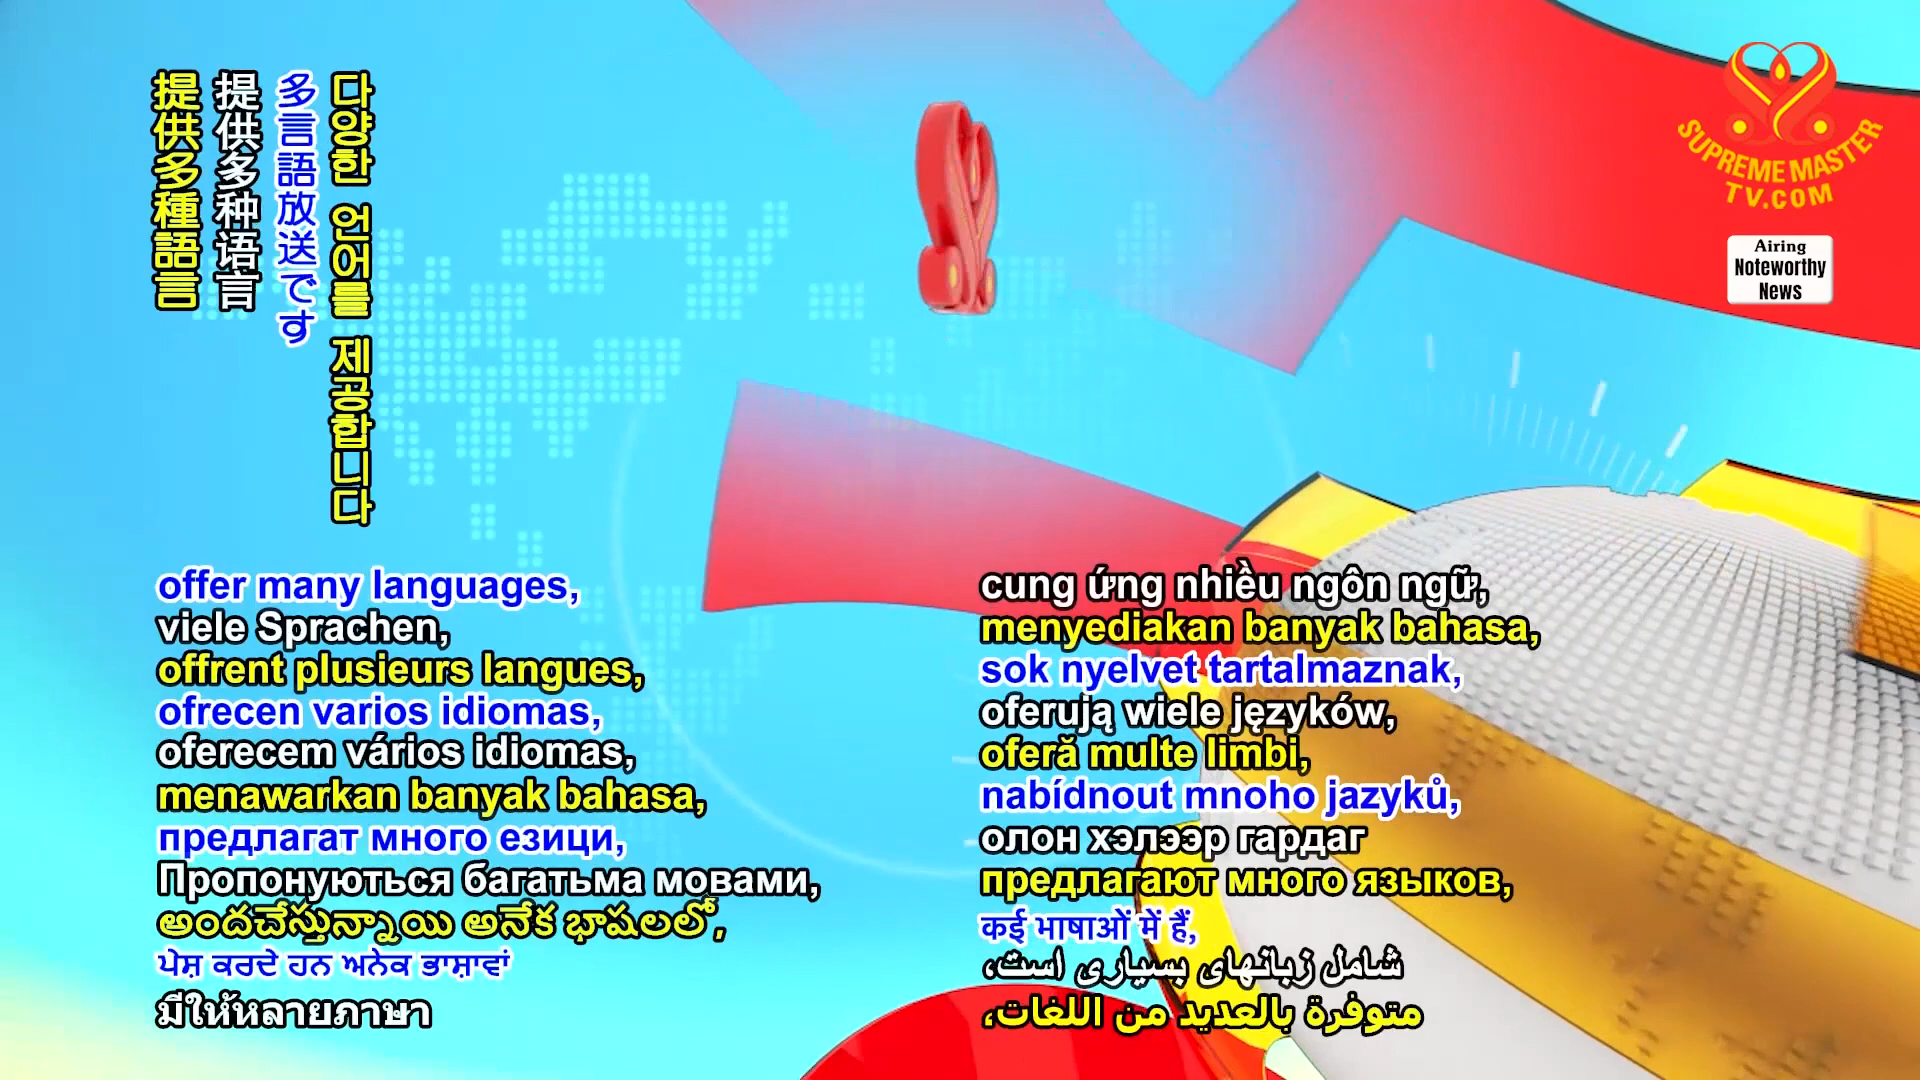 提供多種語言
提供多种语言
多言語放送です
다양한 언어를 제공합니다
SUPREME MASTER
TV.COM
Airing
Noteworthy
News
offer many languages,
viele Sprachen,
offrent plusieurs langues,
ofrecen varios idiomas,
oferecem vários idiomas,
menawarkan banyak bahasa,
предлагат много езици,
Пропонуються багатьма мовами,
అందచేస్తున్నాయి అనేక భాషలలో,
ਪੇਸ਼ ਕਰਦੇ ਹਨ ਅਨੇਕ ਭਾਸ਼ਾਵਾਂ
มีให้หลายภาษา
cung ứng nhiều ngôn ngữ,
menyediakan banyak bahasa,
sok nyelvet tartalmaznak,
oferują wiele języków,
oferă multe limbi,
nabídnout mnoho jazyků,
олон хэлээр гардаг
предлагают много языков,
कई भाषाओं में हैं,
شامل زبانهای بسیاری است،
متوفرة بالعديد من اللغات،